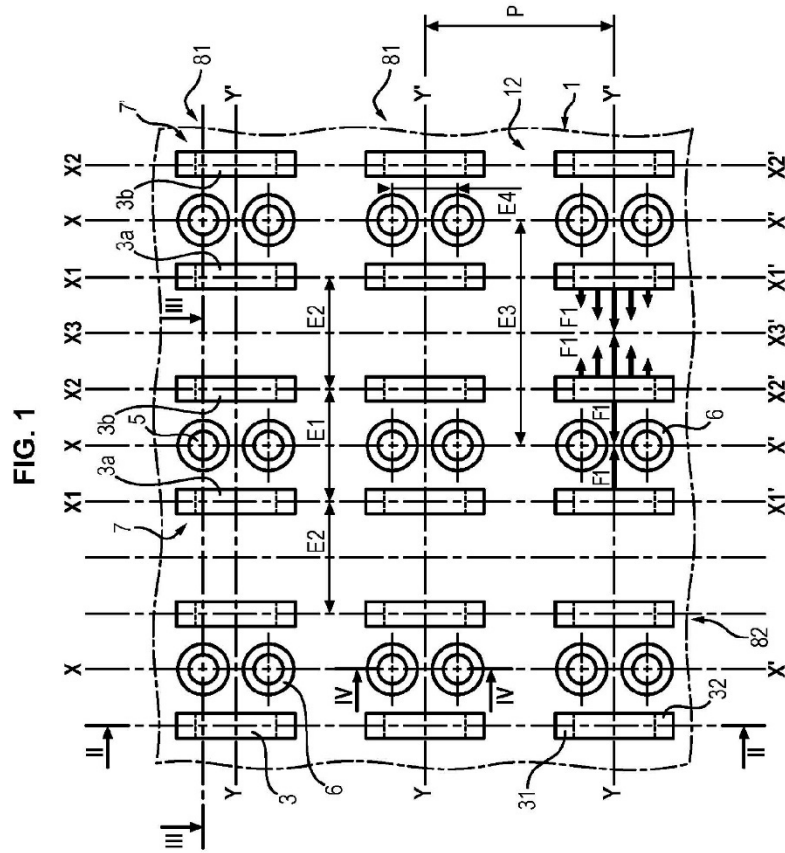 FIG. 1
X X1 X X2 X3 X1 X X2
II
III
7
3a
5
3b
III
3a
3b
7'
81
Y
Y'
3
6
E2
E1
E2
81
IV
IV
Y
Y'
E3
E4
12
P
31
32
82
F1
F1
F1
F1
6
1
Y
Y'
II
X' X1' X' X2' X3' X1' X' X2'